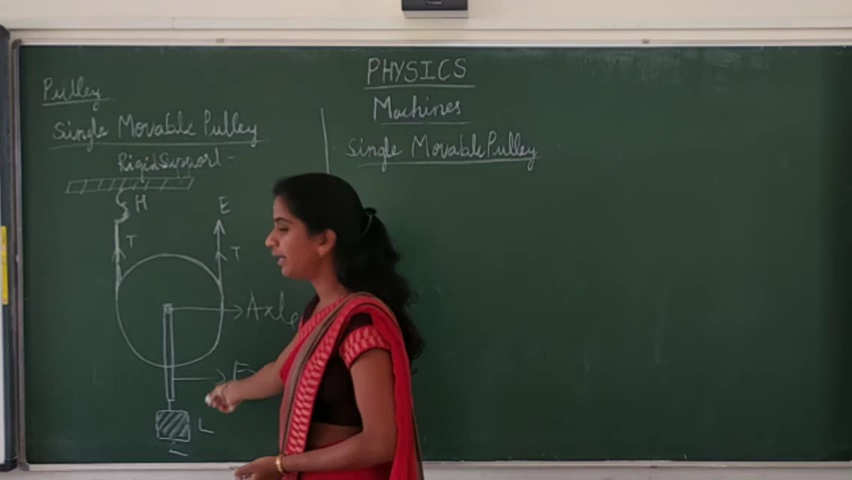 PHYSICS
Machines
Pulley
Single Movable Pulley
Single Movable Pulley
Rigid Support
H
E
T
T
Axle
L